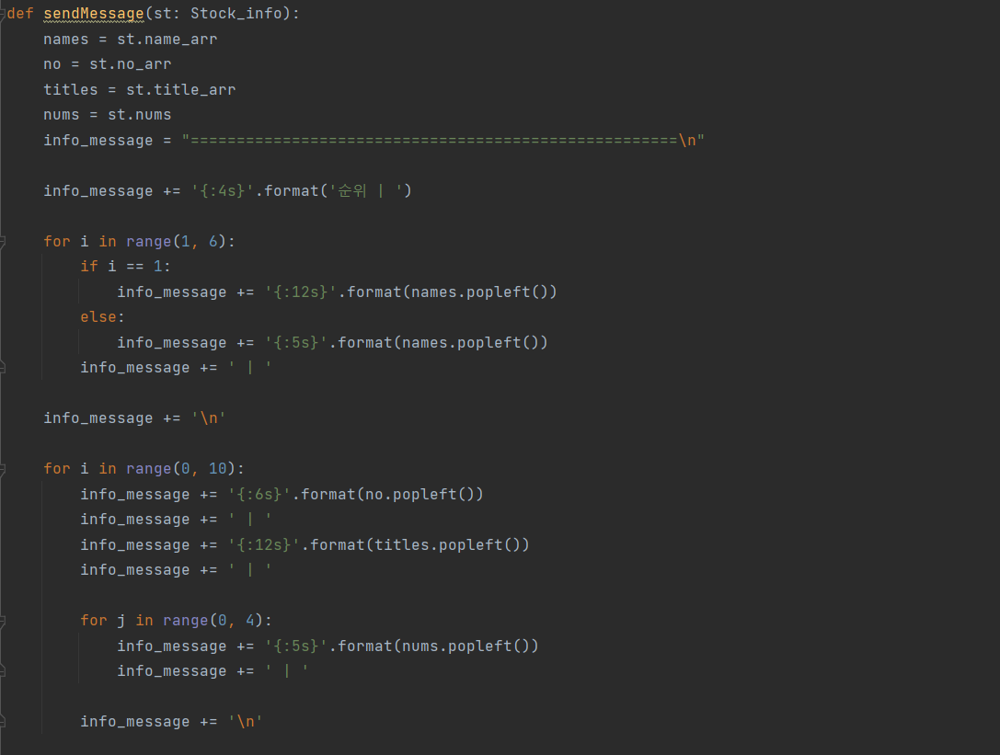 def sendMessage(st: Stock_info):
    names = st.name_arr
    no = st.no_arr
    titles = st.title_arr
    nums = st.nums
    info_message = "=====================================================\n"
    info_message += '{:4s}'.format('순위 | ')
    for i in range(1, 6):
        if i == 1:
            info_message += '{:12s}'.format(names.popleft())
        else:
            info_message += '{:5s}'.format(names.popleft())
        info_message += ' | '
    info_message += '\n'
    for i in range(0, 10):
        info_message += '{:6s}'.format(no.popleft())
        info_message += ' | '
        info_message += '{:12s}'.format(titles.popleft())
        info_message += ' | '
        for j in range(0, 4):
            info_message += '{:5s}'.format(nums.popleft())
            info_message += ' | '
        info_message += '\n'